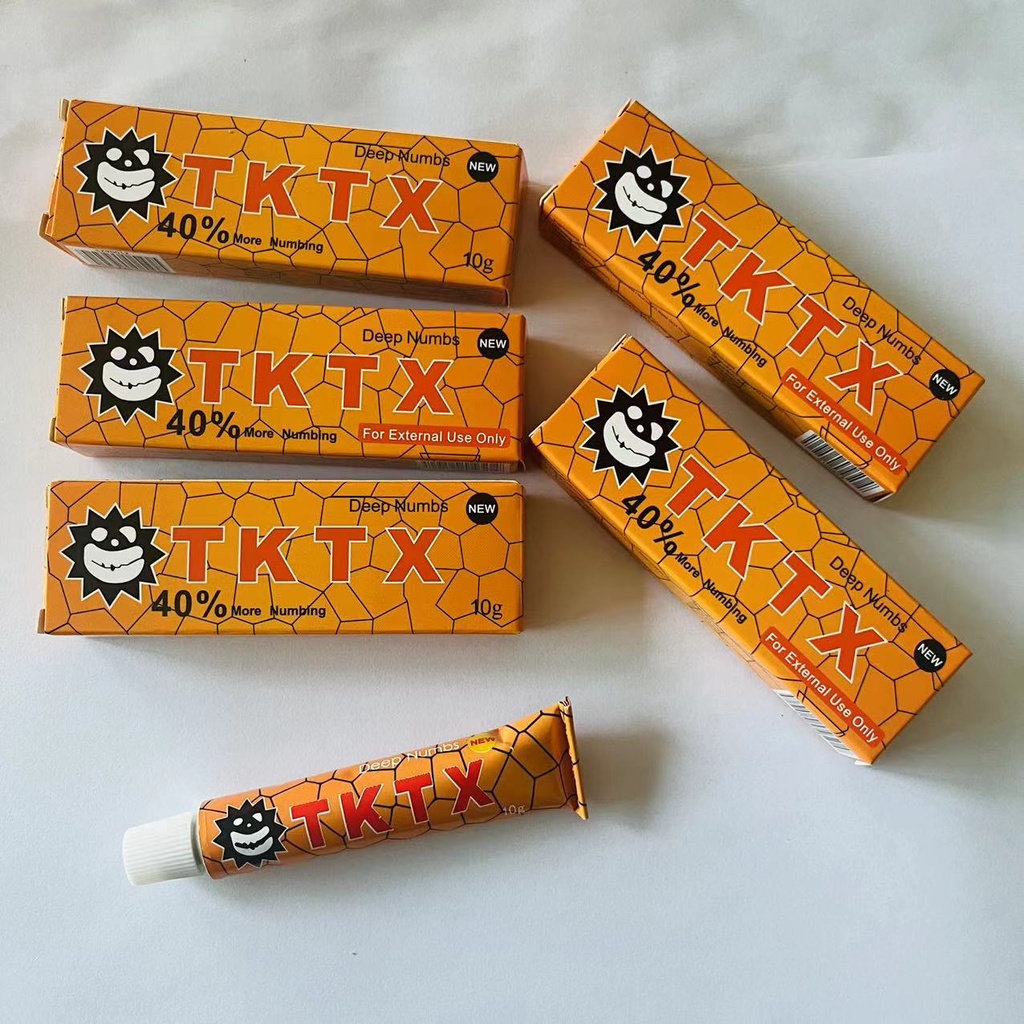 Deep Numbs
NEW
TKTX
40% More Numbing
10g
Deep Numbs
NEW
TKTX
40% More Numbing
For External Use Only
Deep Numbs
NEW
TKTX
40% More Numbing
10g
TKTX
40% More Numbing
Deep Numbs
NEW
For External Use Only
TKTX
40% More Numbing
Deep Numbs
NEW
For External Use Only
Deep Numbs
NEW
TKTX
10g